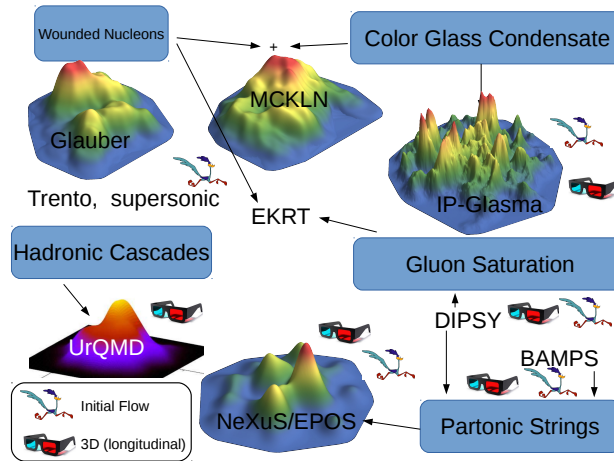 Wounded Nucleons
+
Color Glass Condensate
MCKLN
Glauber
IP-Glasma
Trento, supersonic
EKRT
Hadronic Cascades
Gluon Saturation
DIPSY
UrQMD
BAMPS
Initial Flow
NeXuS/EPOS
Partonic Strings
3D (longitudinal)